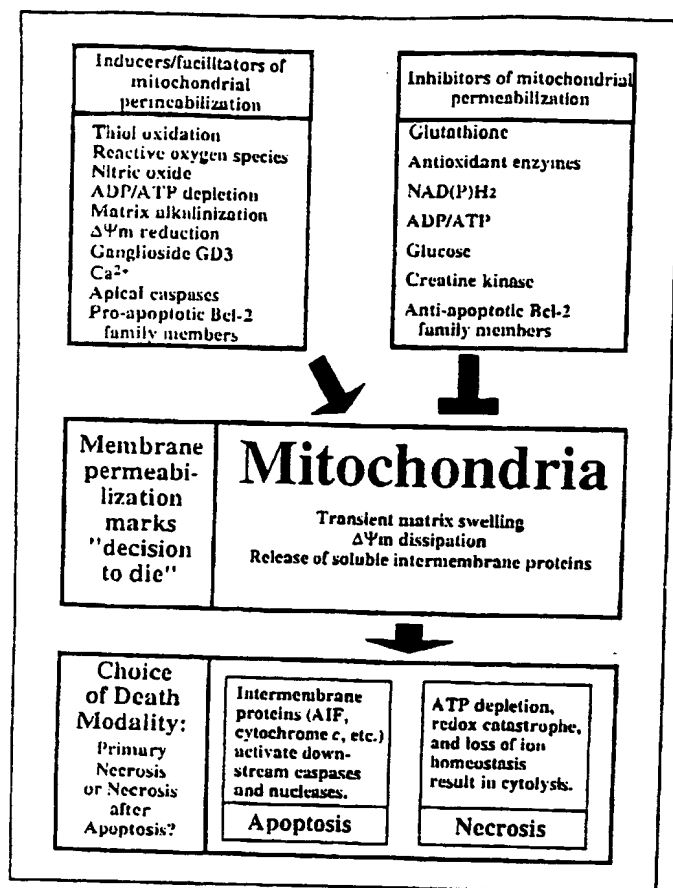 Inducers/facilitators of
mitochondrial
permeabilization
Thiol oxidation
Reactive oxygen species
Nitric oxide
ADP/ATP depletion
Matrix alkalinization
ΔΨm reduction
Ganglioside GD3
Ca²⁺
Apical caspases
Pro-apoptotic Bcl-2
family members
Inhibitors of mitochondrial
permeabilization
Glutathione
Antioxidant enzymes
NAD(P)H₂
ADP/ATP
Glucose
Creatine kinase
Anti-apoptotic Bcl-2
family members
Membrane
permeabi-
lization
marks
"decision
to die"
Mitochondria
Transient matrix swelling
ΔΨm dissipation
Release of soluble intermembrane proteins
Choice
of Death
Modality:
Primary
Necrosis
or Necrosis
after
Apoptosis?
Intermembrane
proteins (AIF,
cytochrome c, etc.)
activate down-
stream caspases
and nucleases.
Apoptosis
ATP depletion,
redox catastrophe,
and loss of ion
homeostasis
result in cytolysis.
Necrosis